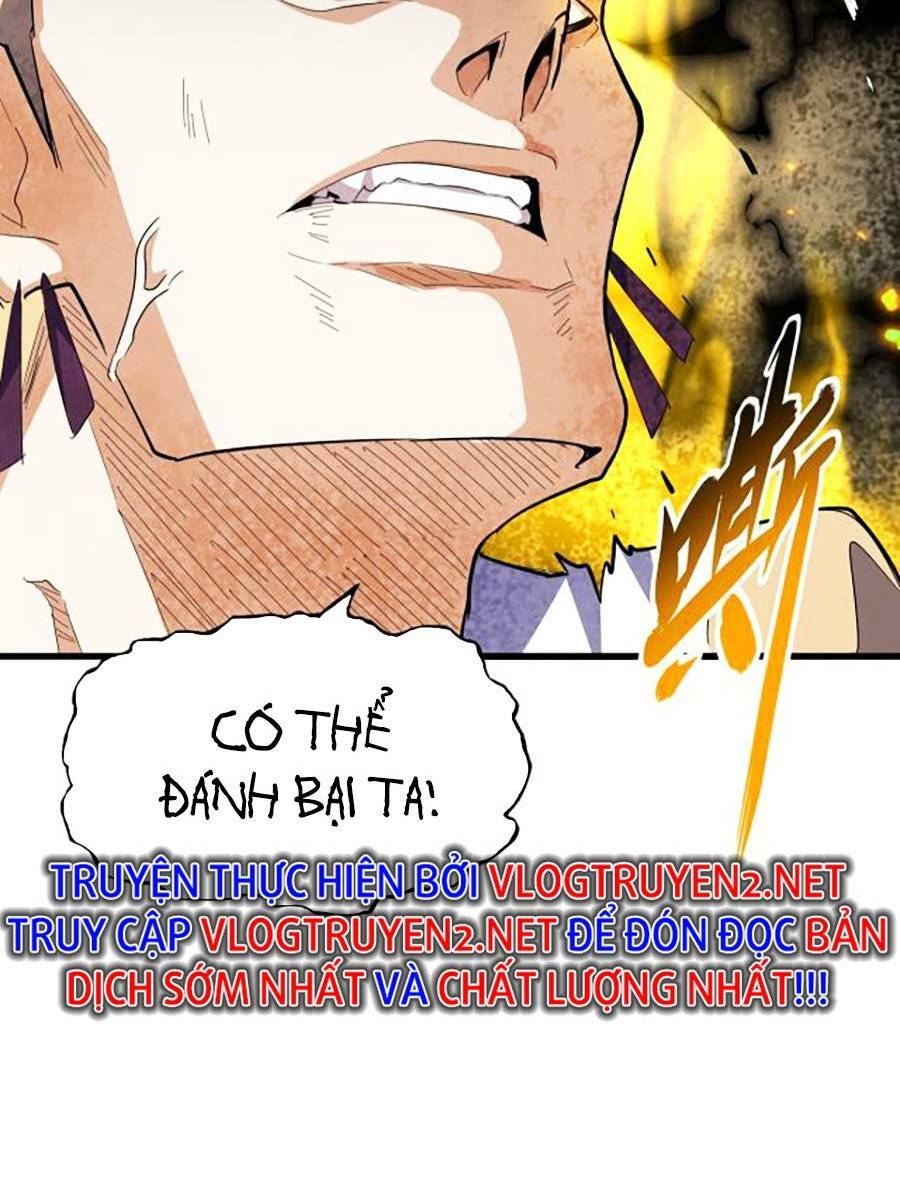 嘶
CÓ THỂ
ĐÁNH BẠI TA!
TRUYỆN THỰC HIỆN BỞI VLOGTRUYEN2.NET
TRUY CẬP VLOGTRUYEN2.NET ĐỂ ĐÓN ĐỌC BẢN
DỊCH SỚM NHẤT VÀ CHẤT LƯỢNG NHẤT!!!